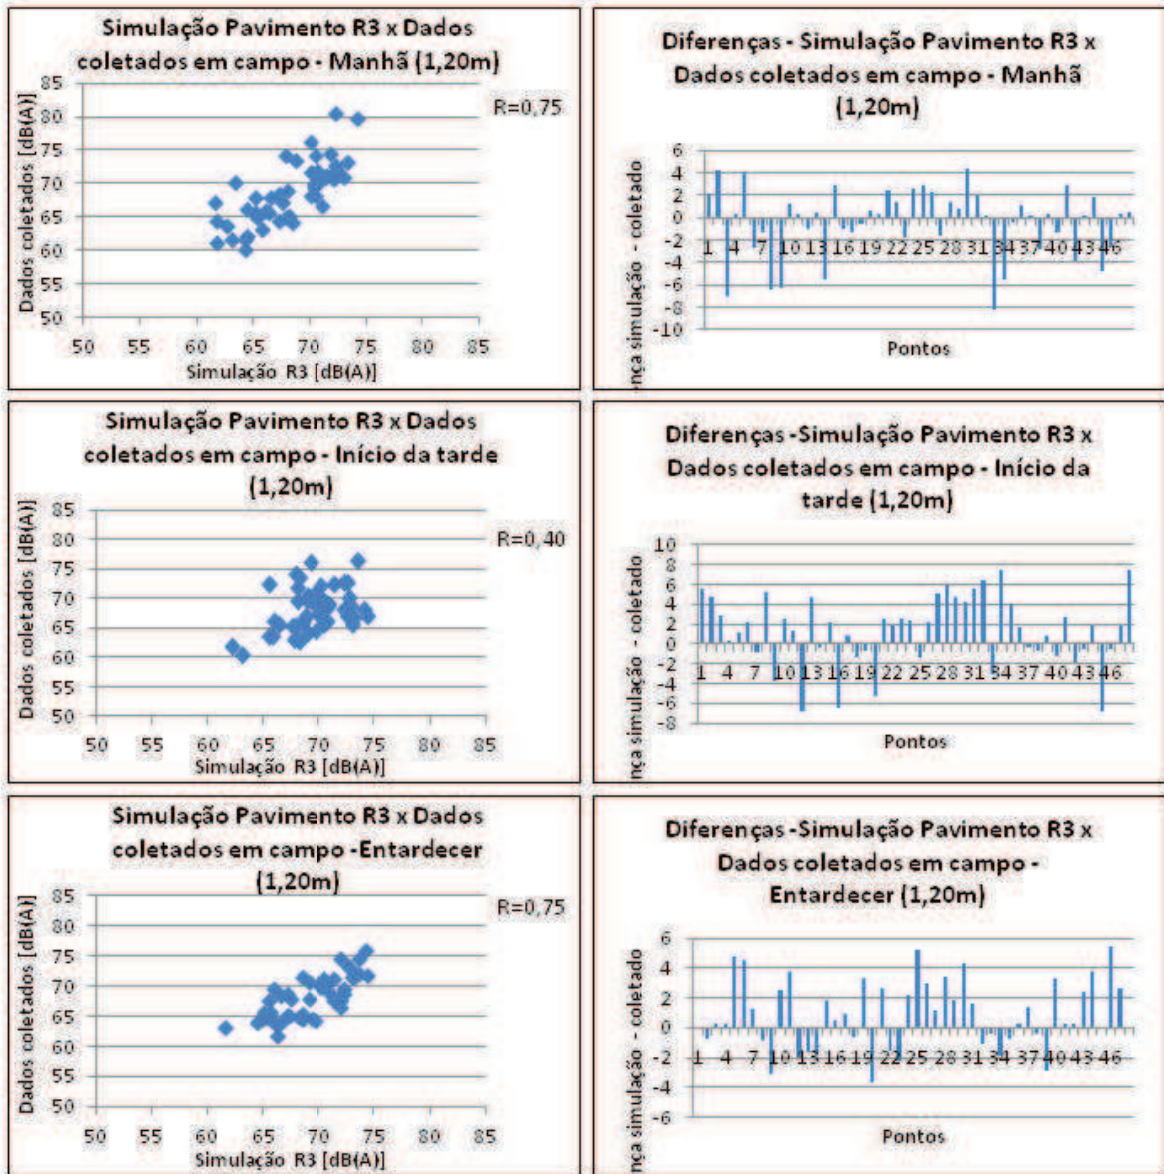 Simulação Pavimento R3 x Dados
coletados em campo - Manhã (1,20m)
R=0,75
Dados coletados [dB(A)]
85
80
75
70
65
60
55
50
50 55 60 65 70 75 80 85
Simulação R3 [dB(A)]
Diferenças - Simulação Pavimento R3 x
Dados coletados em campo - Manhã
(1,20m)
simulação - coletado
6
4
2
0
-2
-4
-6
-8
-10
1 4 7 10 13 16 19 22 25 28 31 34 37 40 43 46
Pontos
Simulação Pavimento R3 x Dados
coletados em campo - Início da tarde
(1,20m)
R=0,40
Dados coletados [dB(A)]
85
80
75
70
65
60
55
50
50 55 60 65 70 75 80 85
Simulação R3 [dB(A)]
Diferenças -Simulação Pavimento R3 x
Dados coletados em campo - Início da
tarde (1,20m)
simulação - coletado
10
8
6
4
2
0
-2
-4
-6
-8
1 4 7 10 13 16 19 22 25 28 31 34 37 40 43 46
Pontos
Simulação Pavimento R3 x Dados
coletados em campo -Entardecer
(1,20m)
R=0,75
Dados coletados [dB(A)]
85
80
75
70
65
60
55
50
50 55 60 65 70 75 80 85
Simulação R3 [dB(A)]
Diferenças -Simulação Pavimento R3 x
Dados coletados em campo -
Entardecer (1,20m)
simulação - coletado
6
4
2
0
-2
-4
-6
1 4 7 10 13 16 19 22 25 28 31 34 37 40 43 46
Pontos